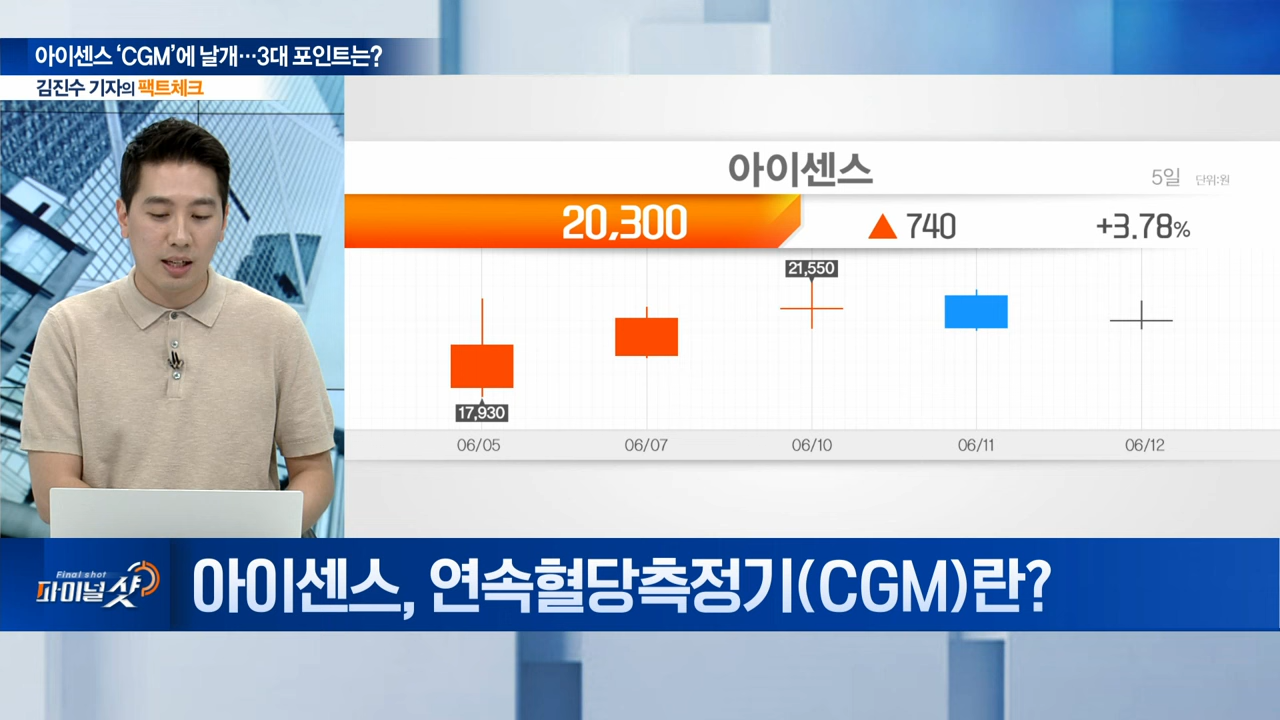 아이센스 ‘CGM’에 날개…3대 포인트는?
김진수 기자의 팩트체크
아이센스
5일 단위:원
20,300 ▲ 740 +3.78%
21,550
17,930
06/05 06/07 06/10 06/11 06/12
Final shot
파이널샷
아이센스, 연속혈당측정기(CGM)란?